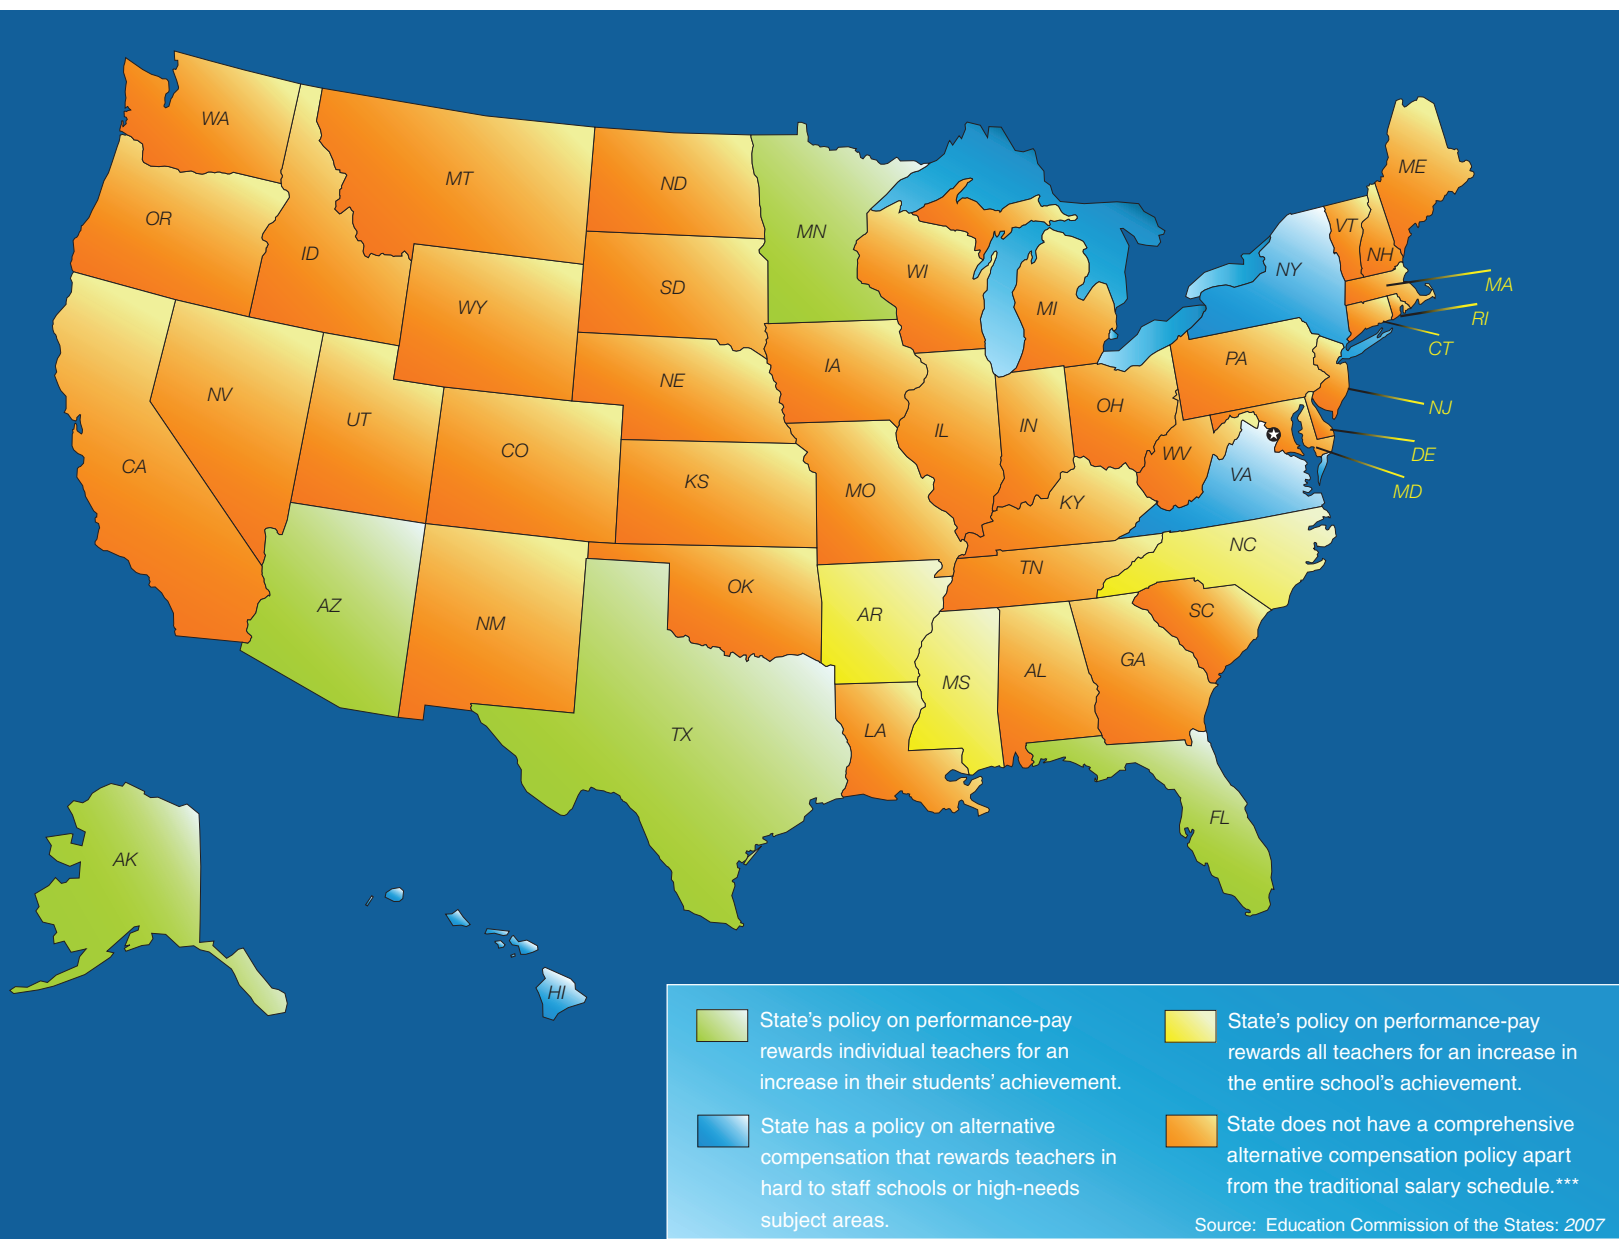 WA
MT
ND
MN
ME
OR
ID
SD
WI
VT
NH
NY
MA
WY
MI
RI
CT
PA
IA
NE
NV
UT
OH
NJ
IL
IN
CO
WV
DE
CA
KS
MO
VA
MD
KY
NC
TN
OK
AZ
NM
AR
SC
GA
AL
MS
LA
TX
FL
AK
HI
State's policy on performance-pay
rewards individual teachers for an
increase in their students' achievement.
State has a policy on alternative
compensation that rewards teachers in
hard to staff schools or high-needs
subject areas.
State's policy on performance-pay
rewards all teachers for an increase in
the entire school's achievement.
State does not have a comprehensive
alternative compensation policy apart
from the traditional salary schedule.***
Source: Education Commission of the States: 2007